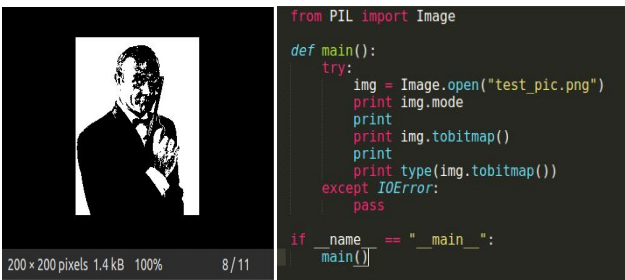 200 × 200 pixels 1.4 kB 100% 8 / 11
from PIL import Image
def main():
    try:
        img = Image.open("test_pic.png")
        print img.mode
        print
        print img.tobitmap()
        print
        print type(img.tobitmap())
    except IOError:
        pass
if __name__ == "__main__":
    main()